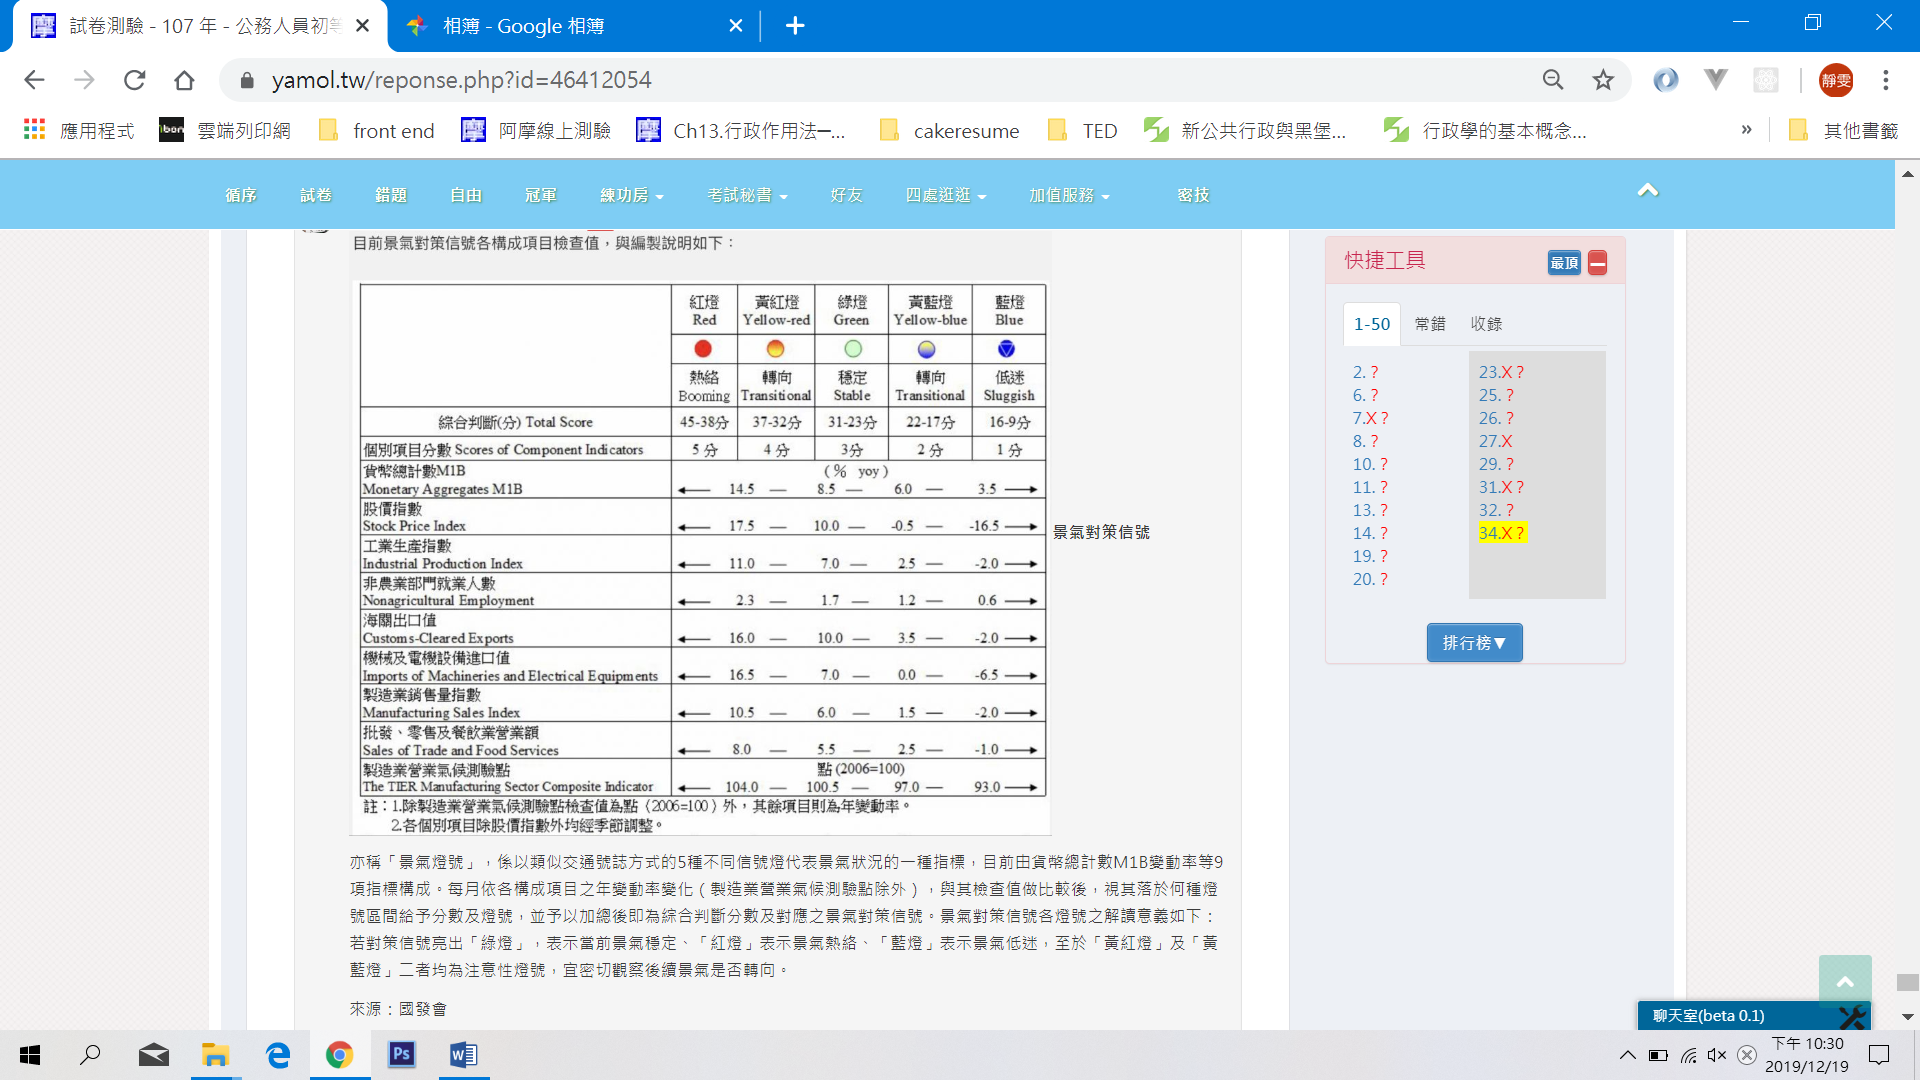 試卷測驗 - 107 年 - 公務人員初等
相簿 - Google 相簿
yamol.tw/reponse.php?id=46412054
靜雯
應用程式
ibon
雲端列印網
front end
阿摩線上測驗
Ch13.行政作用法一...
cakeresume
TED
新公共行政與黑堡...
行政學的基本概念...
»
其他書籤
循序 試卷 錯題 自由 冠軍 練功房 考試秘書 好友 四處逛逛 加值服務 密技
目前景氣對策信號各構成項目檢查值，與編製說明如下：
紅燈 黃紅燈 綠燈 黃藍燈 藍燈
Red Yellow-red Green Yellow-blue Blue
熱絡 轉向 穩定 轉向 低迷
Booming Transitional Stable Transitional Sluggish
綜合判斷(分) Total Score 45-38分 37-32分 31-23分 22-17分 16-9分
個別項目分數 Scores of Component Indicators 5 分 4 分 3分 2 分 1 分
貨幣總計數M1B (％ yoy)
Monetary Aggregates M1B ← 14.5 — 8.5 — 6.0 — 3.5 →
股價指數
Stock Price Index ← 17.5 — 10.0 — -0.5 — -16.5 →
工業生產指數
Industrial Production Index ← 11.0 — 7.0 — 2.5 — -2.0 →
非農業部門就業人數
Nonagricultural Employment ← 2.3 — 1.7 — 1.2 — 0.6 →
海關出口值
Customs-Cleared Exports ← 16.0 — 10.0 — 3.5 — -2.0 →
機械及電機設備進口值
Imports of Machineries and Electrical Equipments ← 16.5 — 7.0 — 0.0 — -6.5 →
製造業銷售量指數
Manufacturing Sales Index ← 10.5 — 6.0 — 1.5 — -2.0 →
批發、零售及餐飲業營業額
Sales of Trade and Food Services ← 8.0 — 5.5 — 2.5 — -1.0 →
製造業營業氣候測驗點 點 (2006=100)
The TIER Manufacturing Sector Composite Indicator ← 104.0 — 100.5 — 97.0 — 93.0 →
註：1.除製造業營業氣候測驗點檢查值為點（2006=100）外，其餘項目則為年變動率。
2.各個別項目除股價指數外均經季節調整。
景氣對策信號
亦稱「景氣燈號」，係以類似交通號誌方式的5種不同信號燈代表景氣狀況的一種指標，目前由貨幣總計數M1B變動率等9
項指標構成。每月依各構成項目之年變動率變化（製造業營業氣候測驗點除外），與其檢查值做比較後，視其落於何種燈
號區間給予分數及燈號，並予以加總後即為綜合判斷分數及對應之景氣對策信號。景氣對策信號各燈號之解讀意義如下：
若對策信號亮出「綠燈」，表示當前景氣穩定、「紅燈」表示景氣熱絡、「藍燈」表示景氣低迷，至於「黃紅燈」及「黃
藍燈」二者均為注意性燈號，宜密切觀察後續景氣是否轉向。
來源：國發會
快捷工具
最頂
1-50 常錯 收錄
2. ?
6. ?
7.X ?
8. ?
10. ?
11. ?
13. ?
14. ?
19. ?
20. ?
23.X ?
25. ?
26. ?
27.X
29. ?
31.X ?
32. ?
34.X ?
排行榜▼
聊天室(beta 0.1)
Ps
下午 10:30
2019/12/19